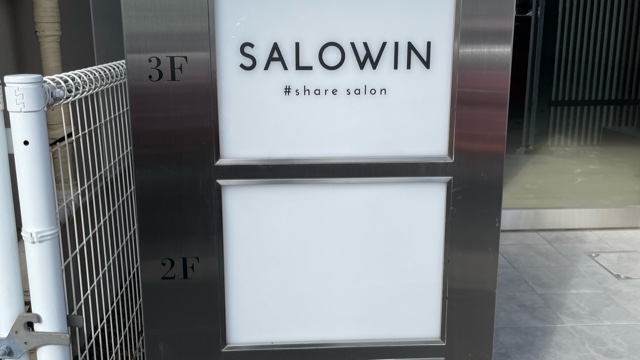 3F
SALOWIN
#share salon
2F